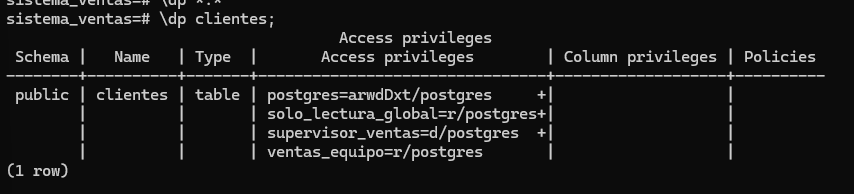 sistema_ventas=# \dp *.*
sistema_ventas=# \dp clientes;
                                   Access privileges
 Schema |   Name   | Type  |       Access privileges        | Column privileges | Policies
--------+----------+-------+--------------------------------+-------------------+----------
 public | clientes | table | postgres=arwdDxt/postgres     +|                   |
        |          |       | solo_lectura_global=r/postgres+|                   |
        |          |       | supervisor_ventas=d/postgres  +|                   |
        |          |       | ventas_equipo=r/postgres       |                   |
(1 row)